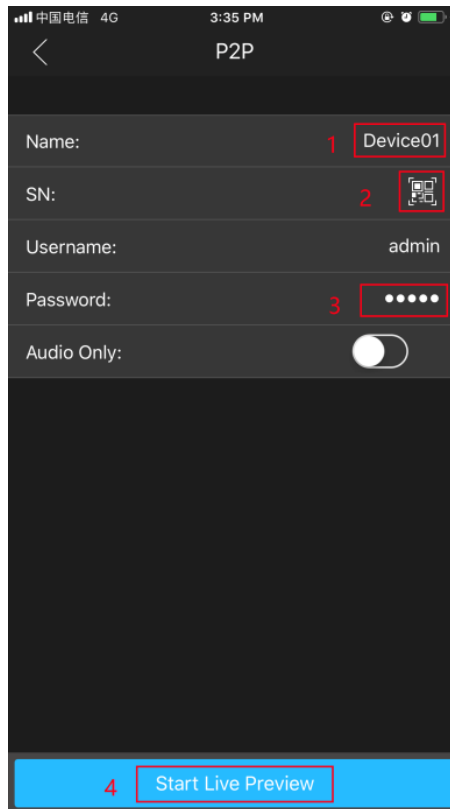 中国电信 4G 3:35 PM
P2P
Name: 1 Device01
SN: 2
Username: admin
Password: 3 •••••
Audio Only:
4 Start Live Preview